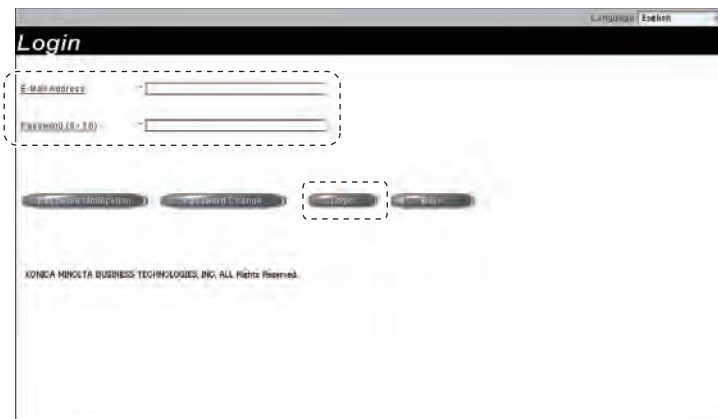 Language English
Login
E-Mail Address
Password (8 - 16)
Password Notification Password Change Login Back
KONICA MINOLTA BUSINESS TECHNOLOGIES, INC. ALL Rights Reserved.